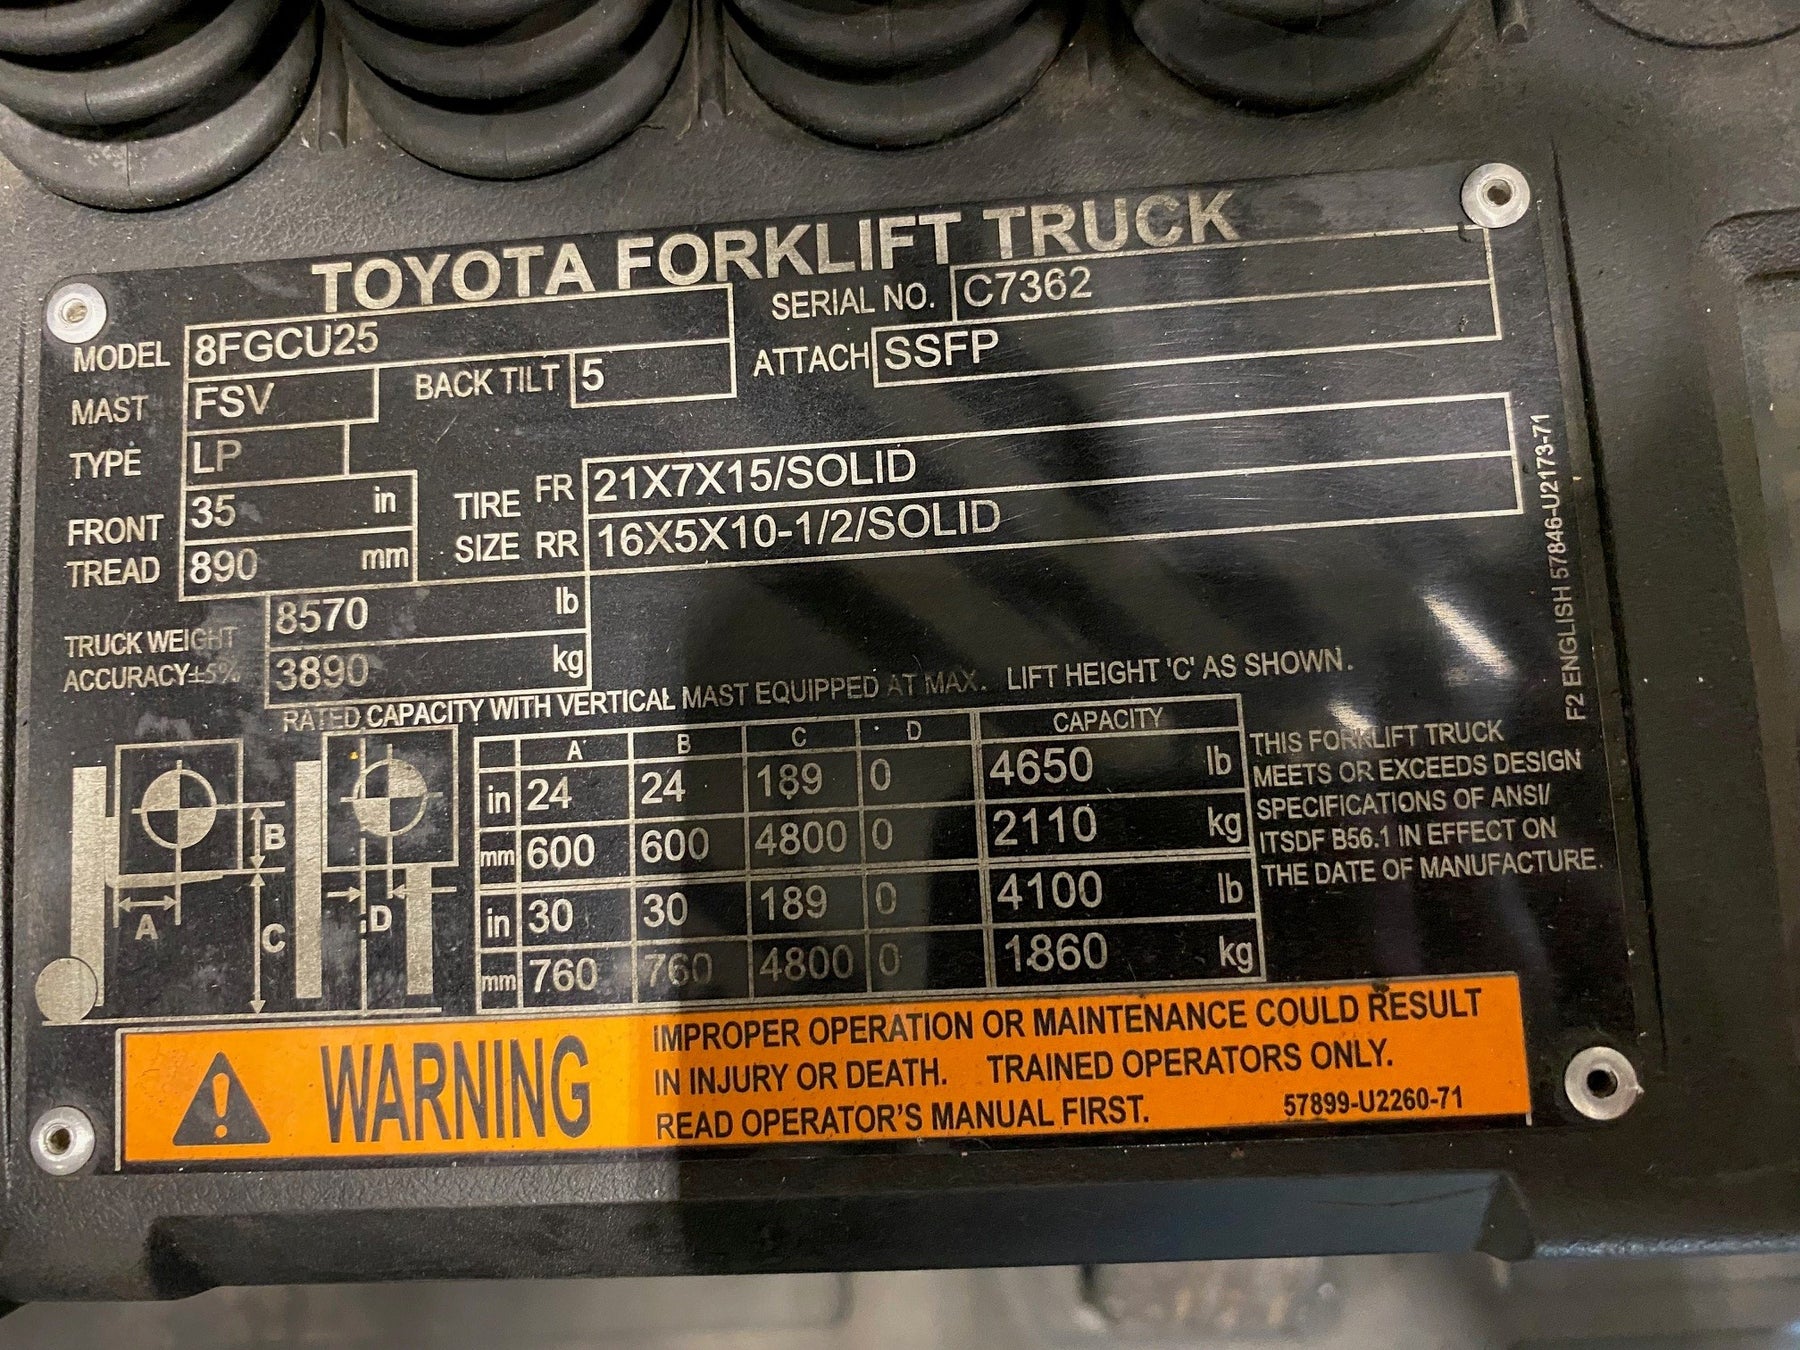 TOYOTA FORKLIFT TRUCK
MODEL 8FGCU25 SERIAL NO. C7362
MAST FSV BACK TILT 5 ATTACH SSFP
TYPE LP
FRONT TREAD 35 in
890 mm
TIRE SIZE FR 21X7X15/SOLID
RR 16X5X10-1/2/SOLID
TRUCK WEIGHT 8570 lb
ACCURACY±5% 3890 kg
RATED CAPACITY WITH VERTICAL MAST EQUIPPED AT MAX. LIFT HEIGHT 'C' AS SHOWN.
A B C D CAPACITY
in 24 24 189 0 4650 lb
mm 600 600 4800 0 2110 kg
in 30 30 189 0 4100 lb
mm 760 760 4800 0 1860 kg
B
A
C
D
THIS FORKLIFT TRUCK
MEETS OR EXCEEDS DESIGN
SPECIFICATIONS OF ANSI/
ITSDF B56.1 IN EFFECT ON
THE DATE OF MANUFACTURE.
F2 ENGLISH 57846-U2173-71
WARNING
IMPROPER OPERATION OR MAINTENANCE COULD RESULT
IN INJURY OR DEATH. TRAINED OPERATORS ONLY.
READ OPERATOR'S MANUAL FIRST. 57899-U2260-71